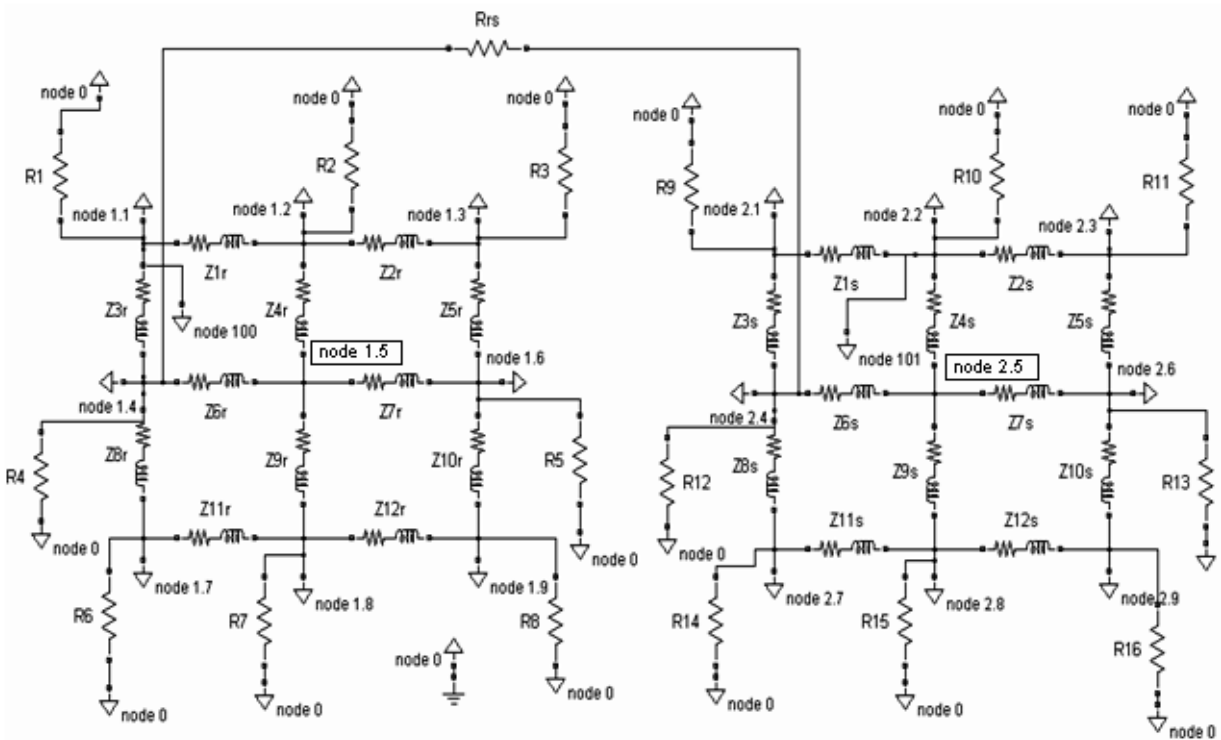 Rrs
node 0
node 0
node 0
node 0
node 0
node 0
R1
R2
R3
R9
R10
R11
node 1.1
node 1.2
node 1.3
node 2.1
node 2.2
node 2.3
Z1r
Z2r
Z1s
Z2s
Z3r
Z4r
Z5r
Z3s
Z4s
Z5s
node 100
node 101
node 1.5
node 1.6
node 2.5
node 2.6
node 1.4
Z6r
Z7r
node 2.4
Z6s
Z7s
R4
Z8r
Z9r
Z10r
R5
R12
Z8s
Z9s
Z10s
R13
Z11r
Z12r
Z11s
Z12s
node 0
node 0
node 0
node 1.7
node 1.8
node 1.9
node 2.7
node 2.8
node 2.9
R6
R7
R8
R14
R15
R16
node 0
node 0
node 0
node 0
node 0
node 0
node 0